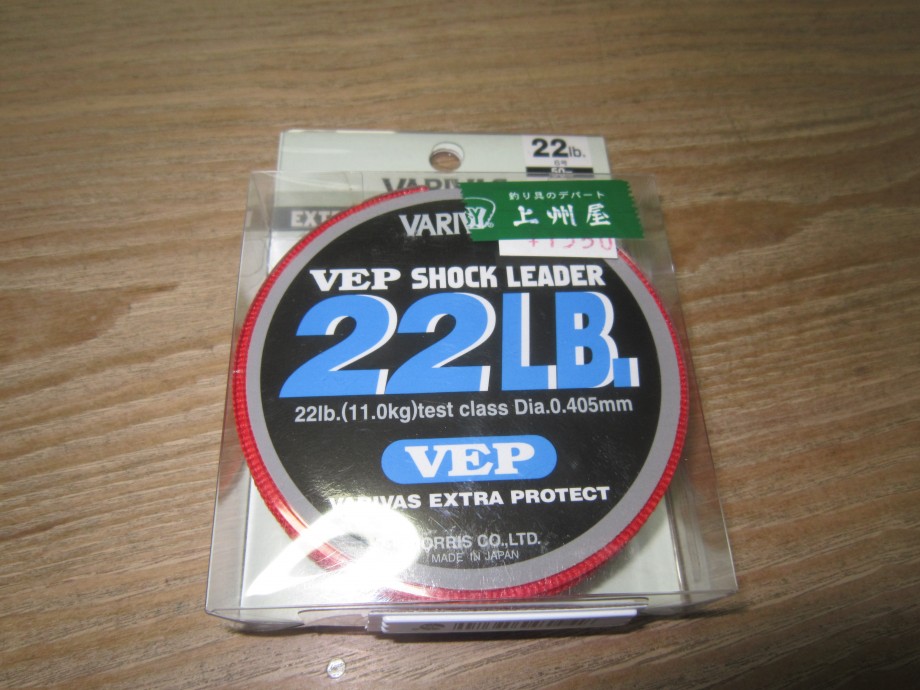 22lb.
VARIVAS
釣り具のデパート
上州屋
VEP SHOCK LEADER
22LB.
22lb.(11.0kg)test class Dia.0.405mm
VEP
VARIVAS EXTRA PROTECT
MORRIS CO.,LTD.
MADE IN JAPAN